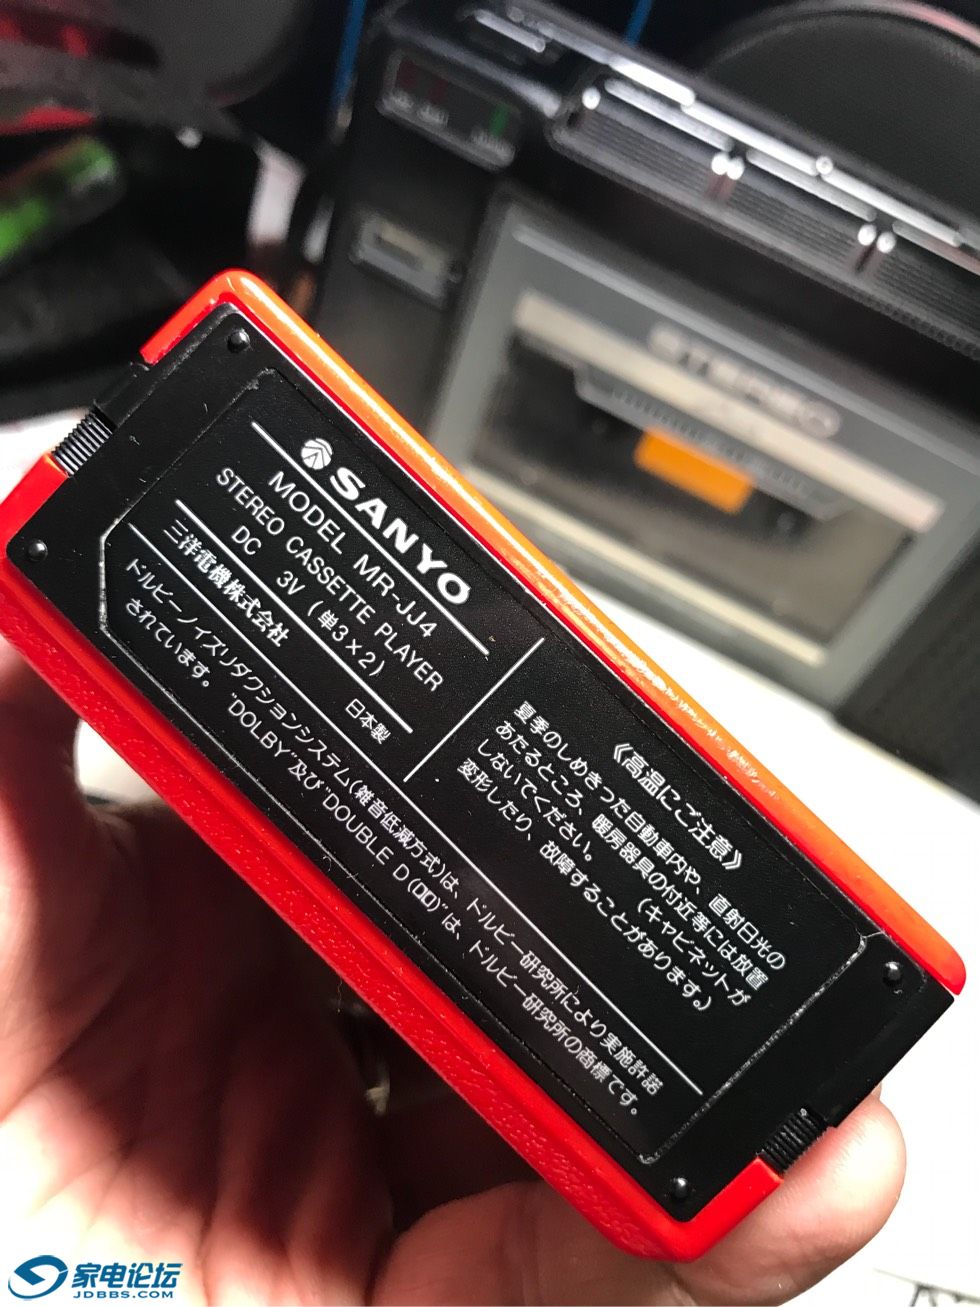 SANYO
MODEL MR-JJ4
STEREO CASSETTE PLAYER
DC 3V (単3×2)
三洋電機株式会社 日本製
《高温にご注意》
夏季のしめきった自動車内や、直射日光の
あたるところ、暖房器具の付近等には放置
しないでください。(キャビネットが
変形したり、故障することがあります。)
ドルビーノイズリダクションシステム(雑音低減方式)は、ドルビー研究所により実施許諾
されています。"DOLBY"及び"DOUBLE D(DD)"は、ドルビー研究所の商標です。
STEREO
家电论坛
JDBBS.COM